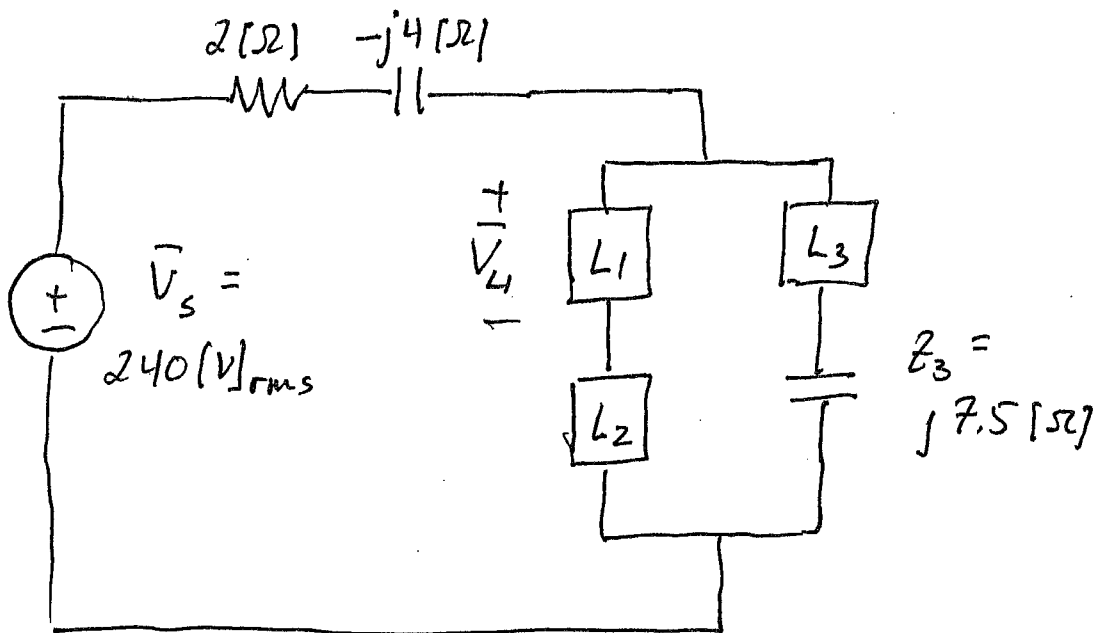 2[Ω] -j4[Ω]
+
V̄L1
-
L1
L2
L3
+
-
V̄s =
240[V]rms
Z3 =
j7.5[Ω]